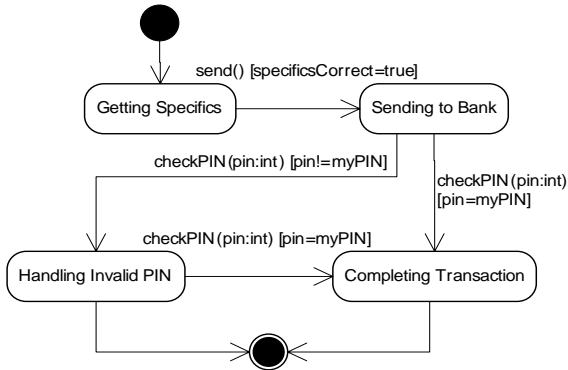 send() [specificsCorrect=true]
Getting Specifics
Sending to Bank
checkPIN(pin:int) [pin!=myPIN]
checkPIN(pin:int)
[pin=myPIN]
checkPIN(pin:int) [pin=myPIN]
Handling Invalid PIN
Completing Transaction